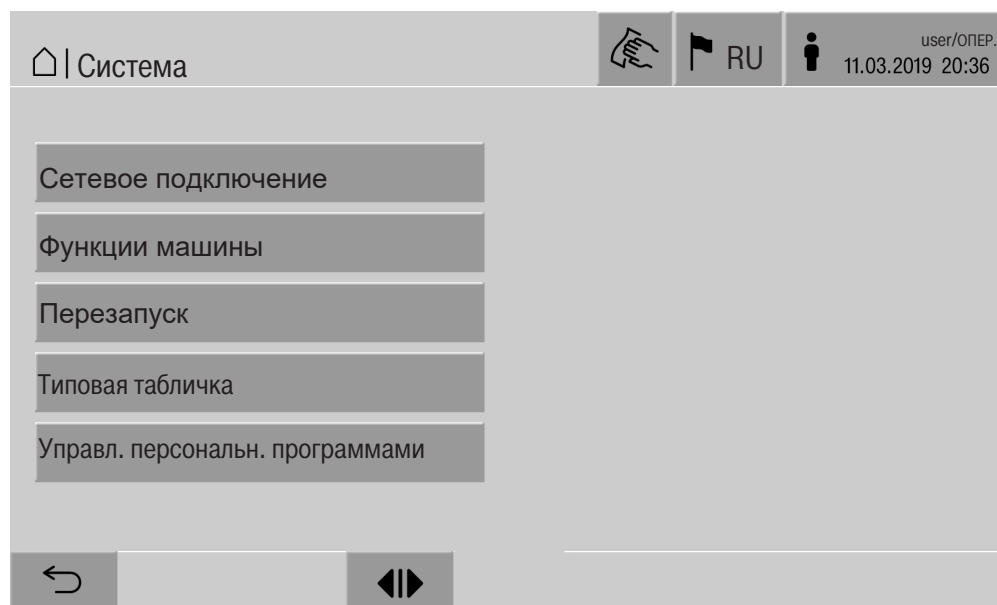 | Система
RU
user/ОПЕР.
11.03.2019 20:36
Сетевое подключение
Функции машины
Перезапуск
Типовая табличка
Управл. персональн. программами